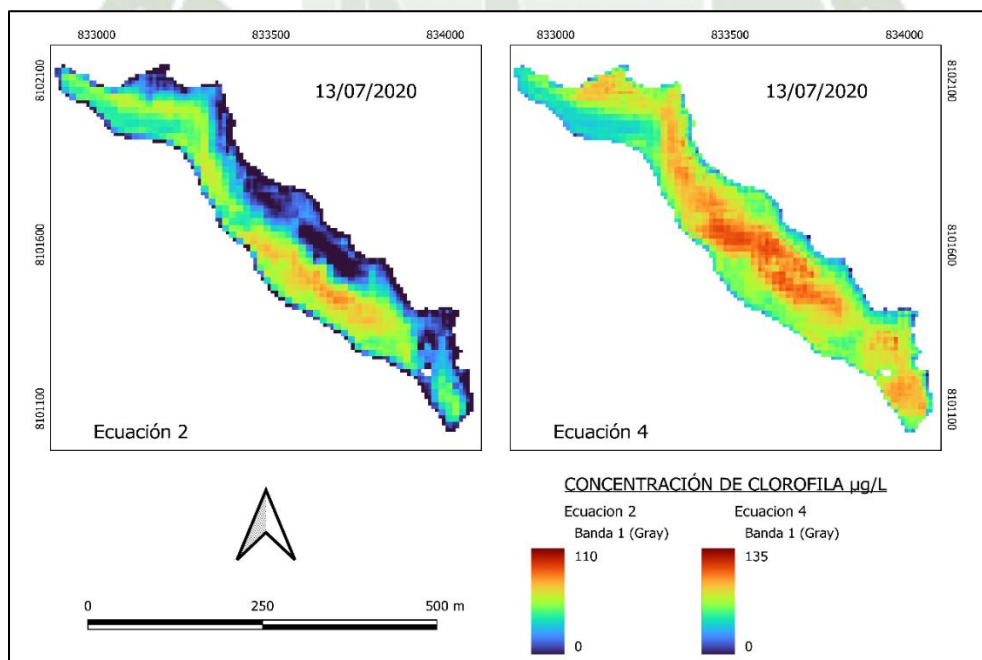 833000 833500 834000
833000 833500 834000
8102100
8101600
8101100
13/07/2020
Ecuación 2
13/07/2020
Ecuación 4
8102100
8101600
8101100
CONCENTRACIÓN DE CLOROFILA µg/L
Ecuacion 2
Banda 1 (Gray)
110
0
Ecuacion 4
Banda 1 (Gray)
135
0
0 250 500 m